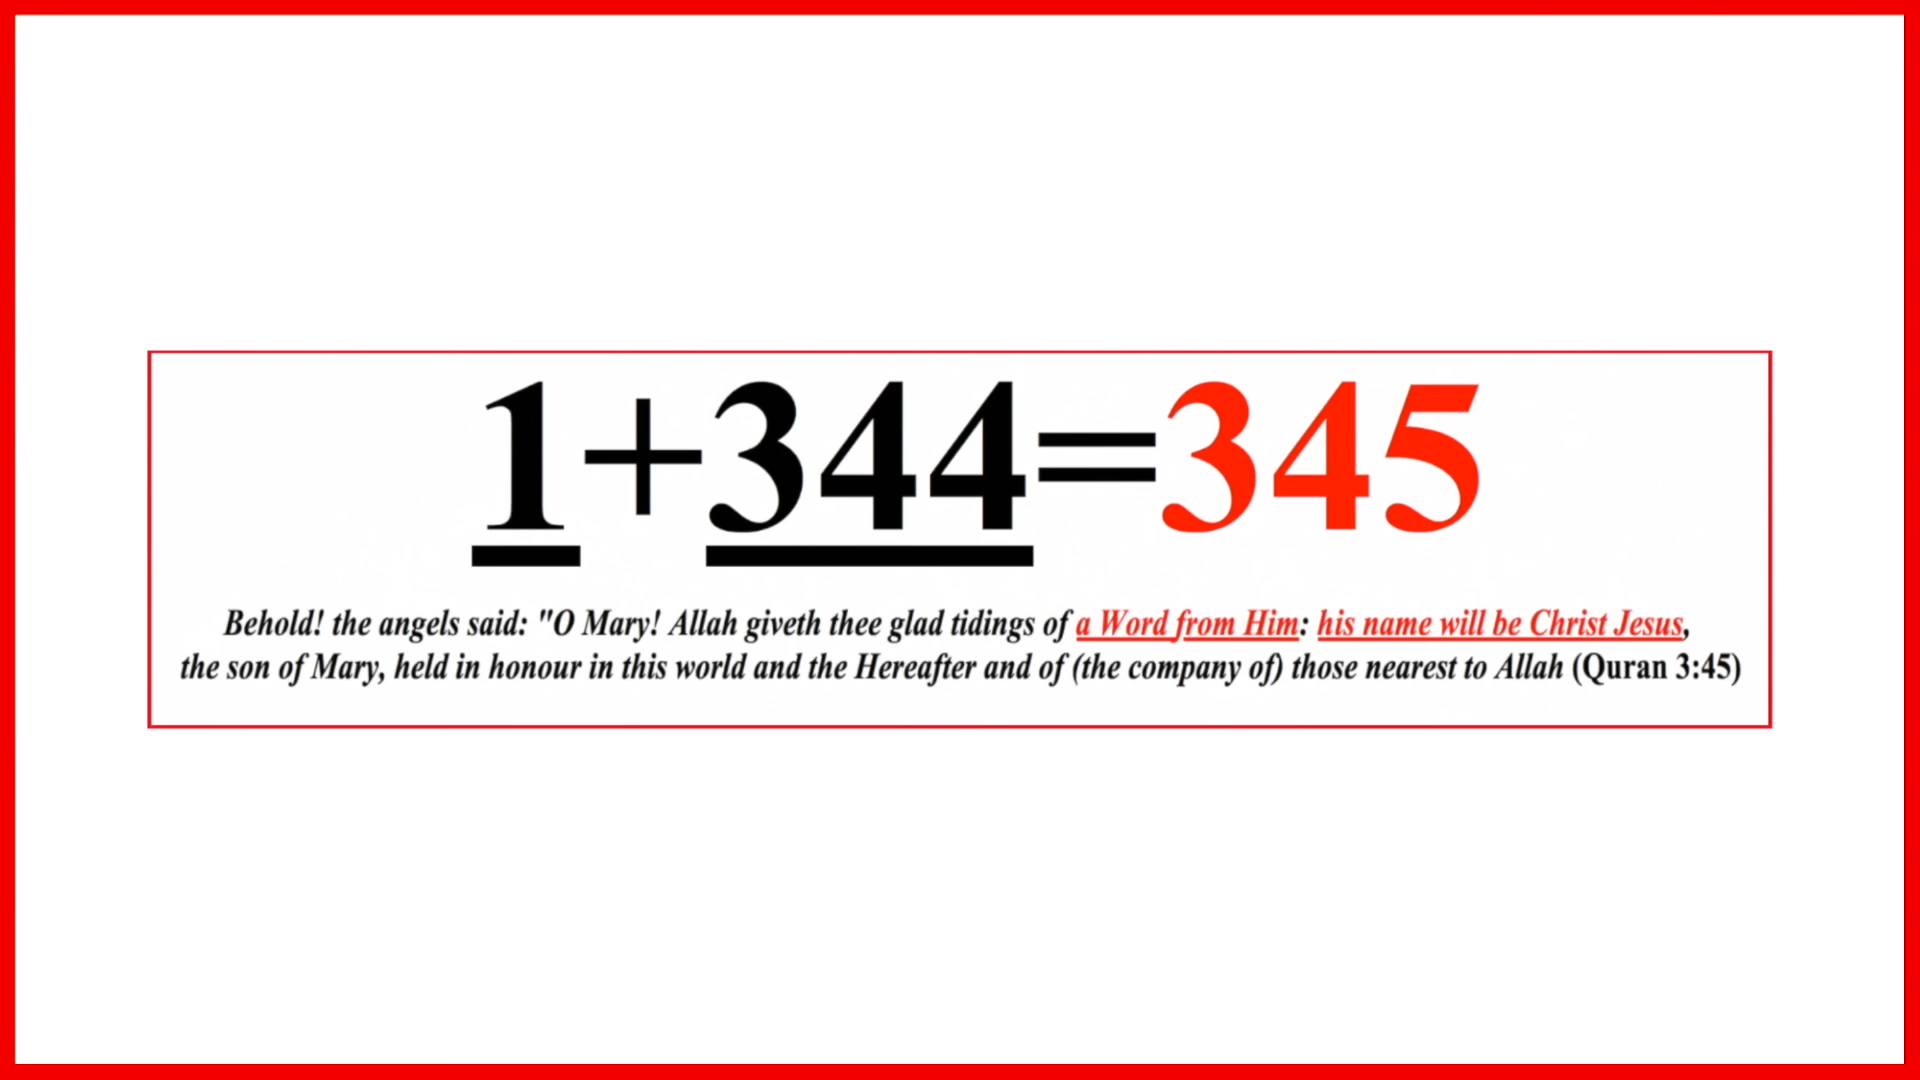 1+344=345
Behold! the angels said: "O Mary! Allah giveth thee glad tidings of a Word from Him: his name will be Christ Jesus,
the son of Mary, held in honour in this world and the Hereafter and of (the company of) those nearest to Allah (Quran 3:45)